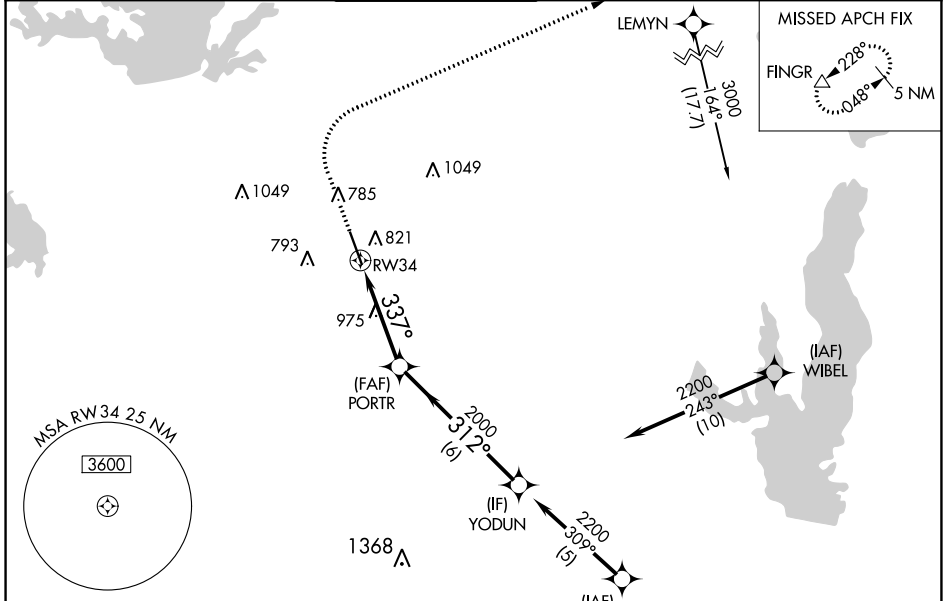 LEMYN
3000
164°
(17.7)
MISSED APCH FIX
FINGR
228°
048°
5 NM
1049
785
1049
793
821
RW34
975
337°
(FAF)
PORTR
2000
312°
(6)
(IAF)
WIBEL
2200
243°
(10)
MSA RW34 25 NM
3600
(IF)
YODUN
2200
309°
(5)
1368
(IAF)